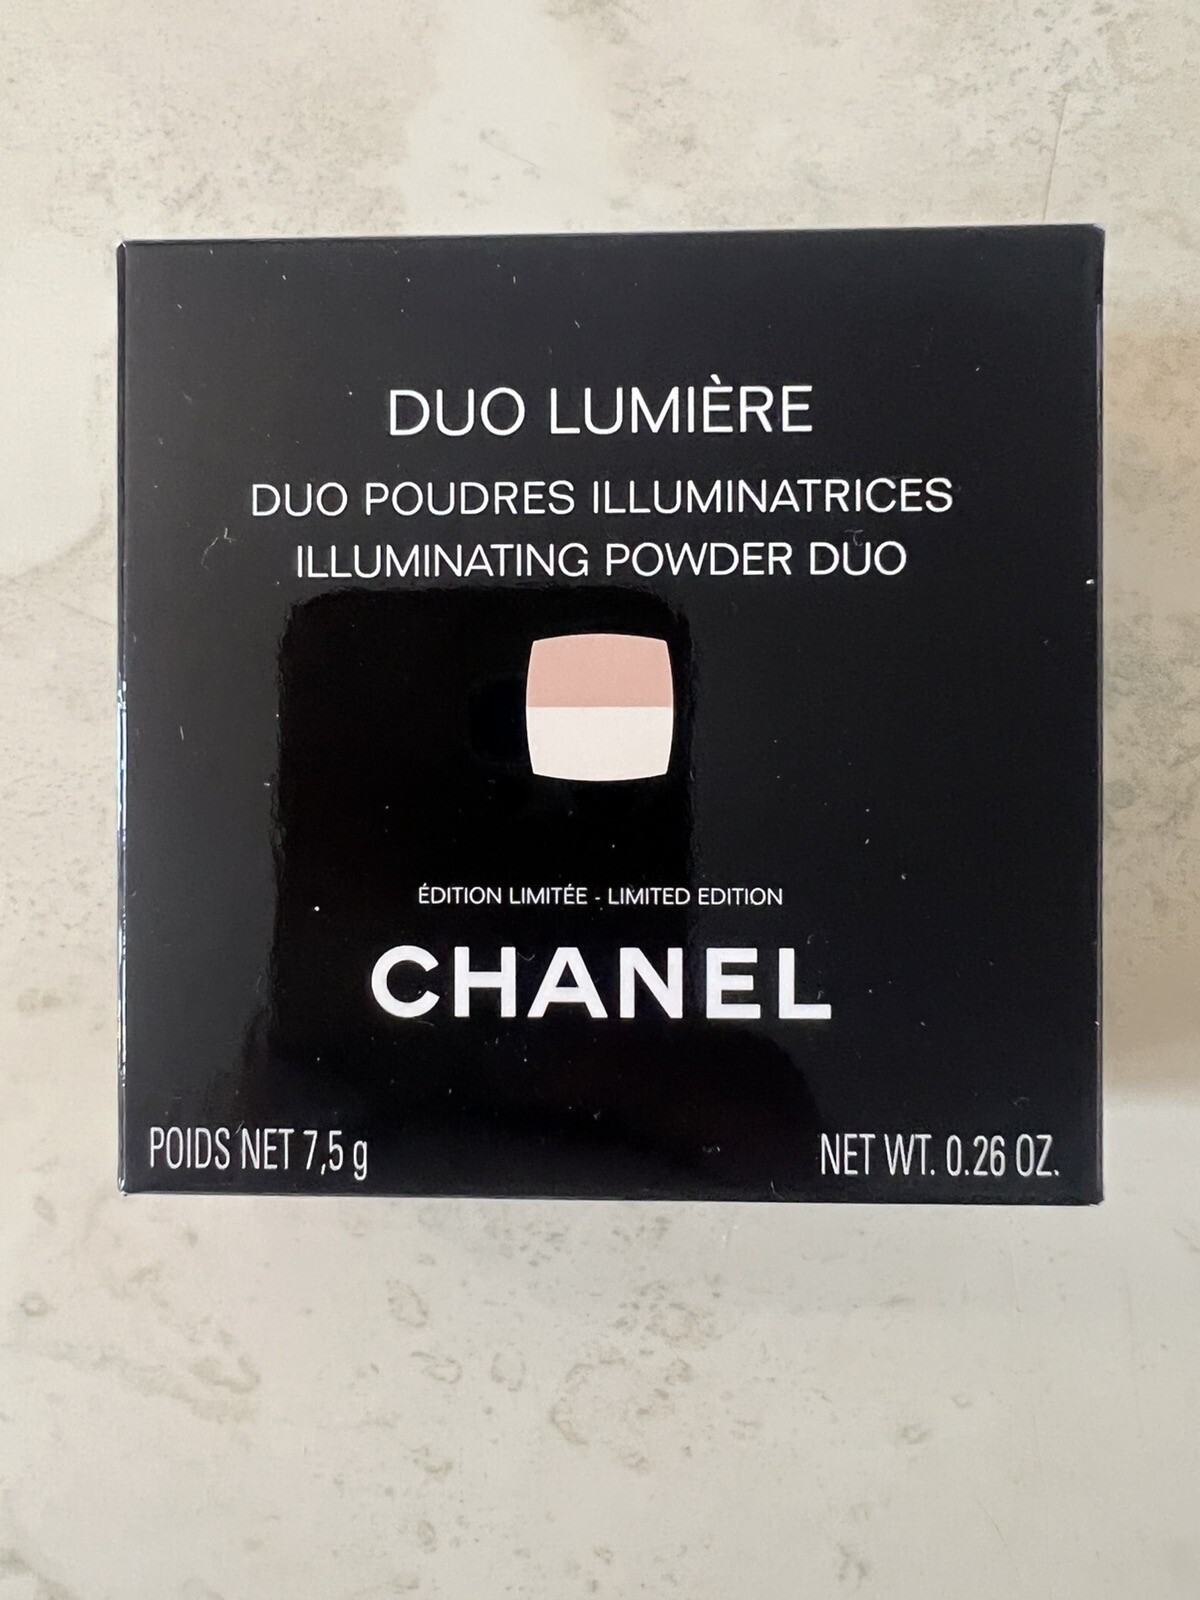 DUO LUMIÈRE
DUO POUDRES ILLUMINATRICES
ILLUMINATING POWDER DUO
ÉDITION LIMITÉE - LIMITED EDITION
CHANEL
POIDS NET 7,5 g
NET WT. 0.26 OZ.